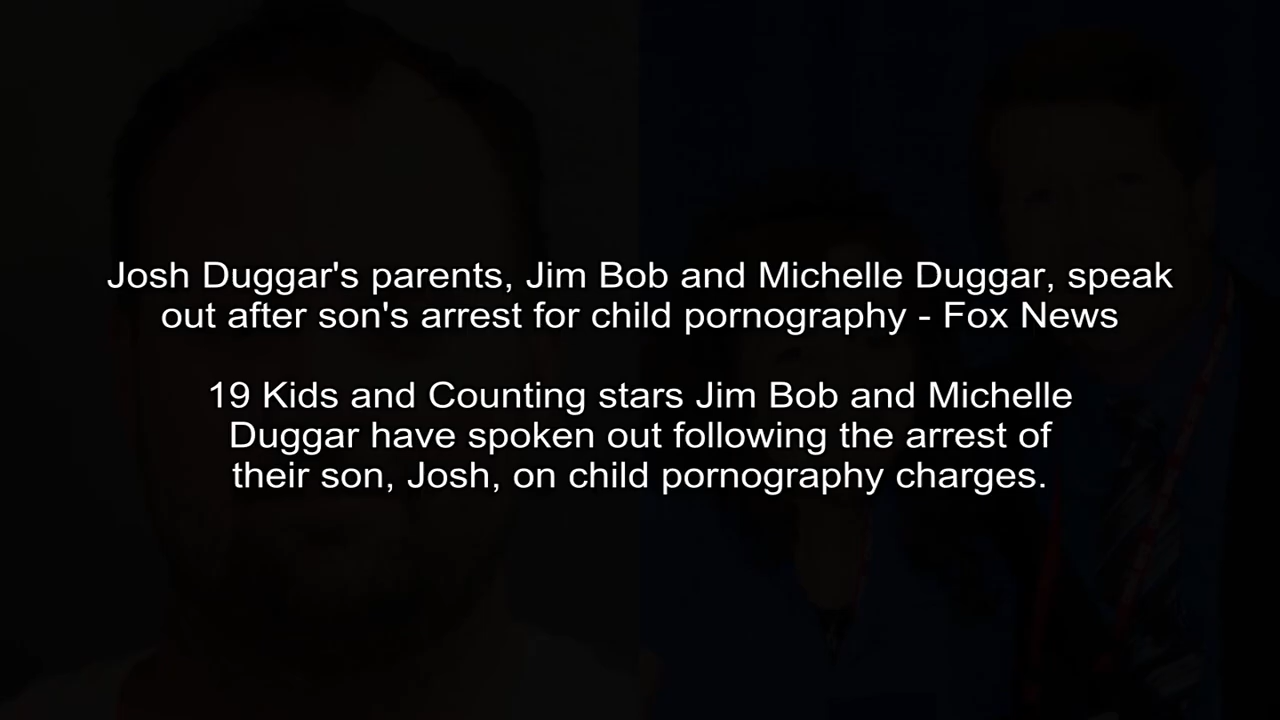 Josh Duggar's parents, Jim Bob and Michelle Duggar, speak
out after son's arrest for child pornography - Fox News
19 Kids and Counting stars Jim Bob and Michelle
Duggar have spoken out following the arrest of
their son, Josh, on child pornography charges.